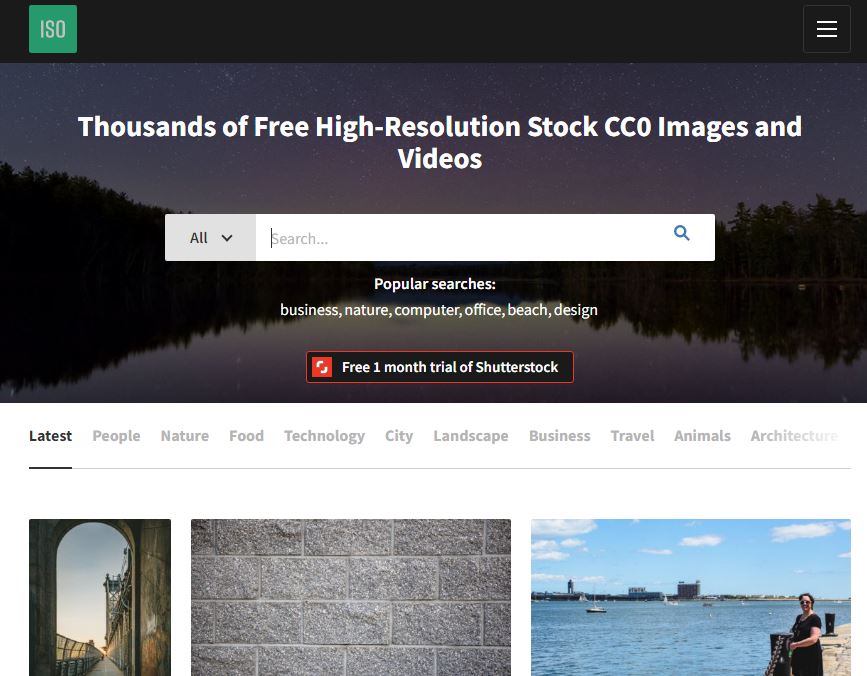 ISO
Thousands of Free High-Resolution Stock CC0 Images and
Videos
All
Search...
Popular searches:
business, nature, computer, office, beach, design
Free 1 month trial of Shutterstock
Latest People Nature Food Technology City Landscape Business Travel Animals Architecture